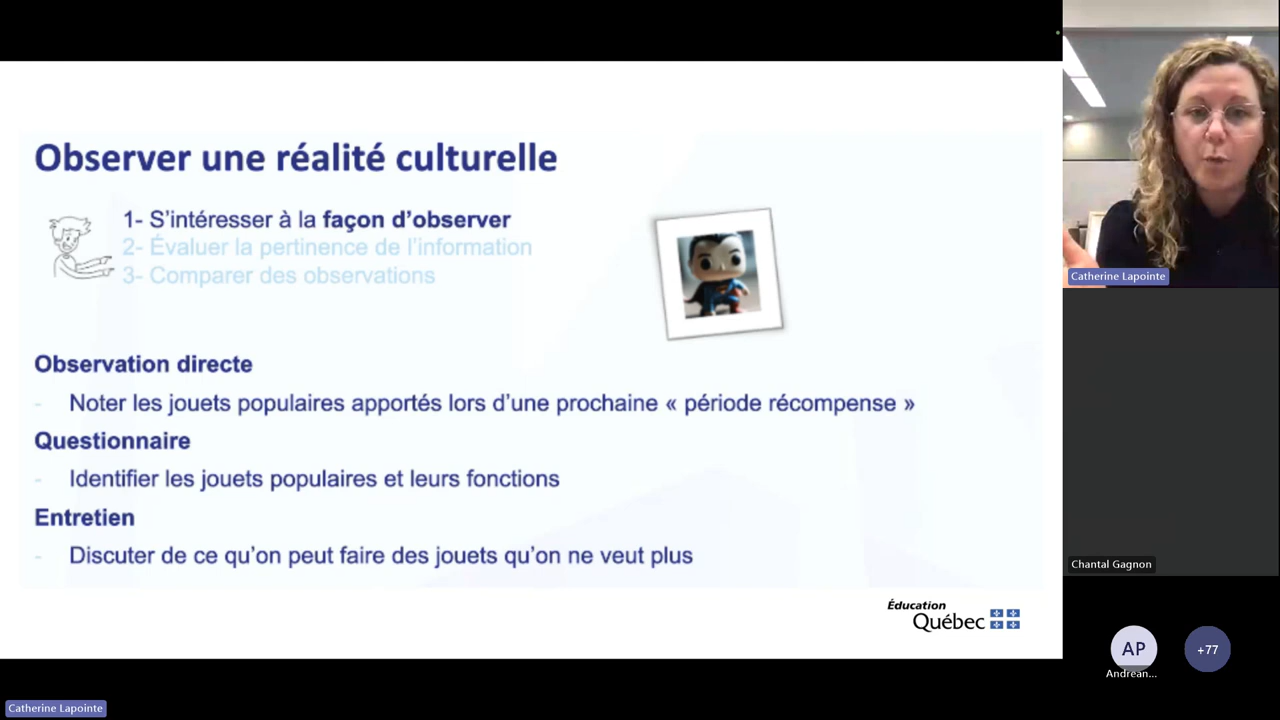 Observer une réalité culturelle
1- S'intéresser à la façon d'observer
2- Évaluer la pertinence de l'information
3- Comparer des observations
Observation directe
- Noter les jouets populaires apportés lors d'une prochaine « période récompense »
Questionnaire
- Identifier les jouets populaires et leurs fonctions
Entretien
- Discuter de ce qu'on peut faire des jouets qu'on ne veut plus
Éducation
Québec
Catherine Lapointe
Chantal Gagnon
AP
+77
Andréan...
Catherine Lapointe